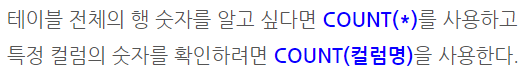 테이블 전체의 행 숫자를 알고 싶다면 COUNT(*)를 사용하고
특정 컬럼의 숫자를 확인하려면 COUNT(컬럼명)을 사용한다.